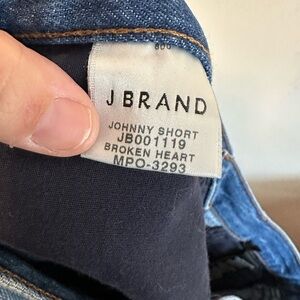 J BRAND
JOHNNY SHORT
JB001119
BROKEN HEART
MPO-3293